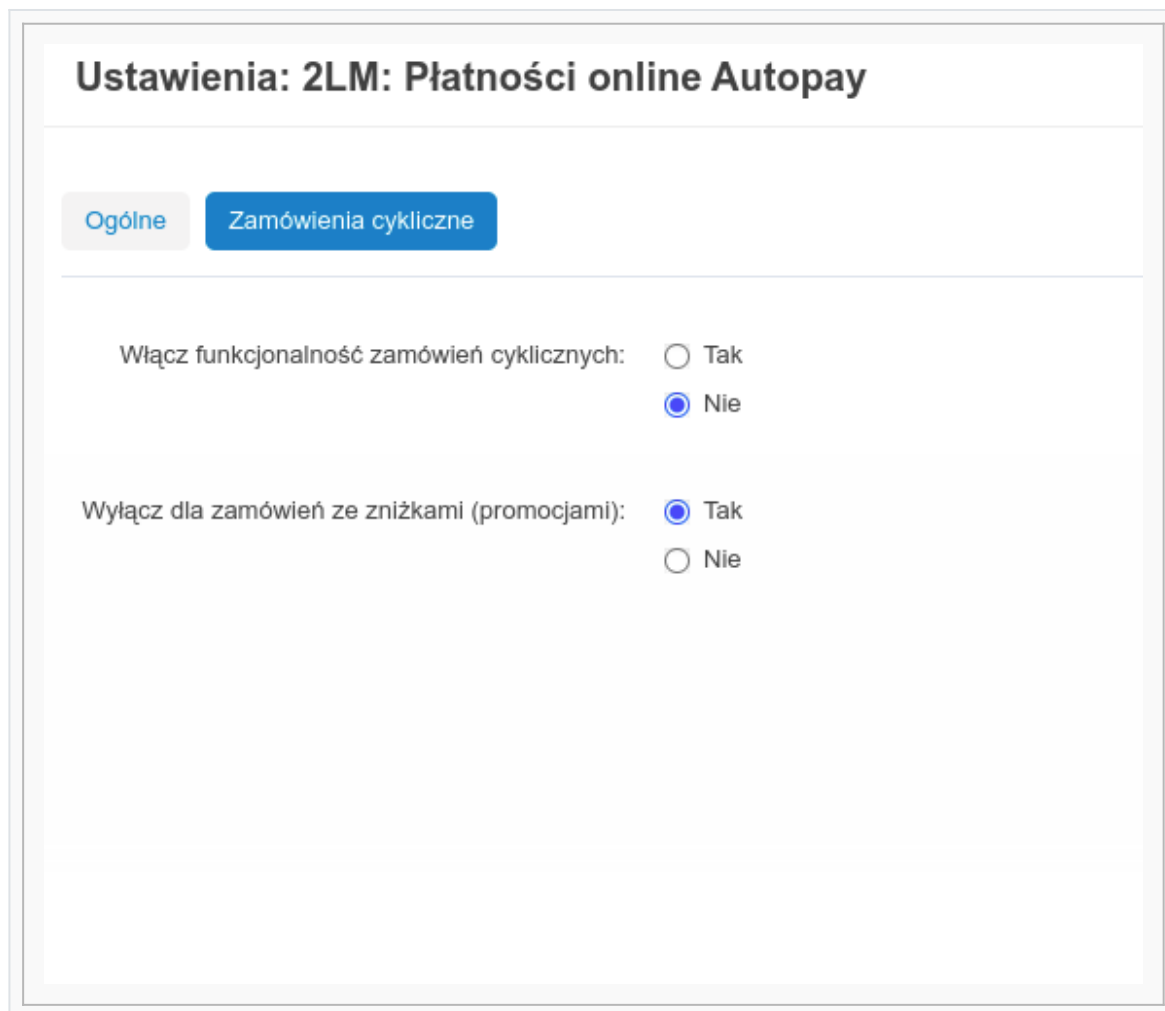 Ustawienia: 2LM: Płatności online Autopay
Ogólne Zamówienia cykliczne
Włącz funkcjonalność zamówień cyklicznych: Tak
Nie
Wyłącz dla zamówień ze zniżkami (promocjami): Tak
Nie